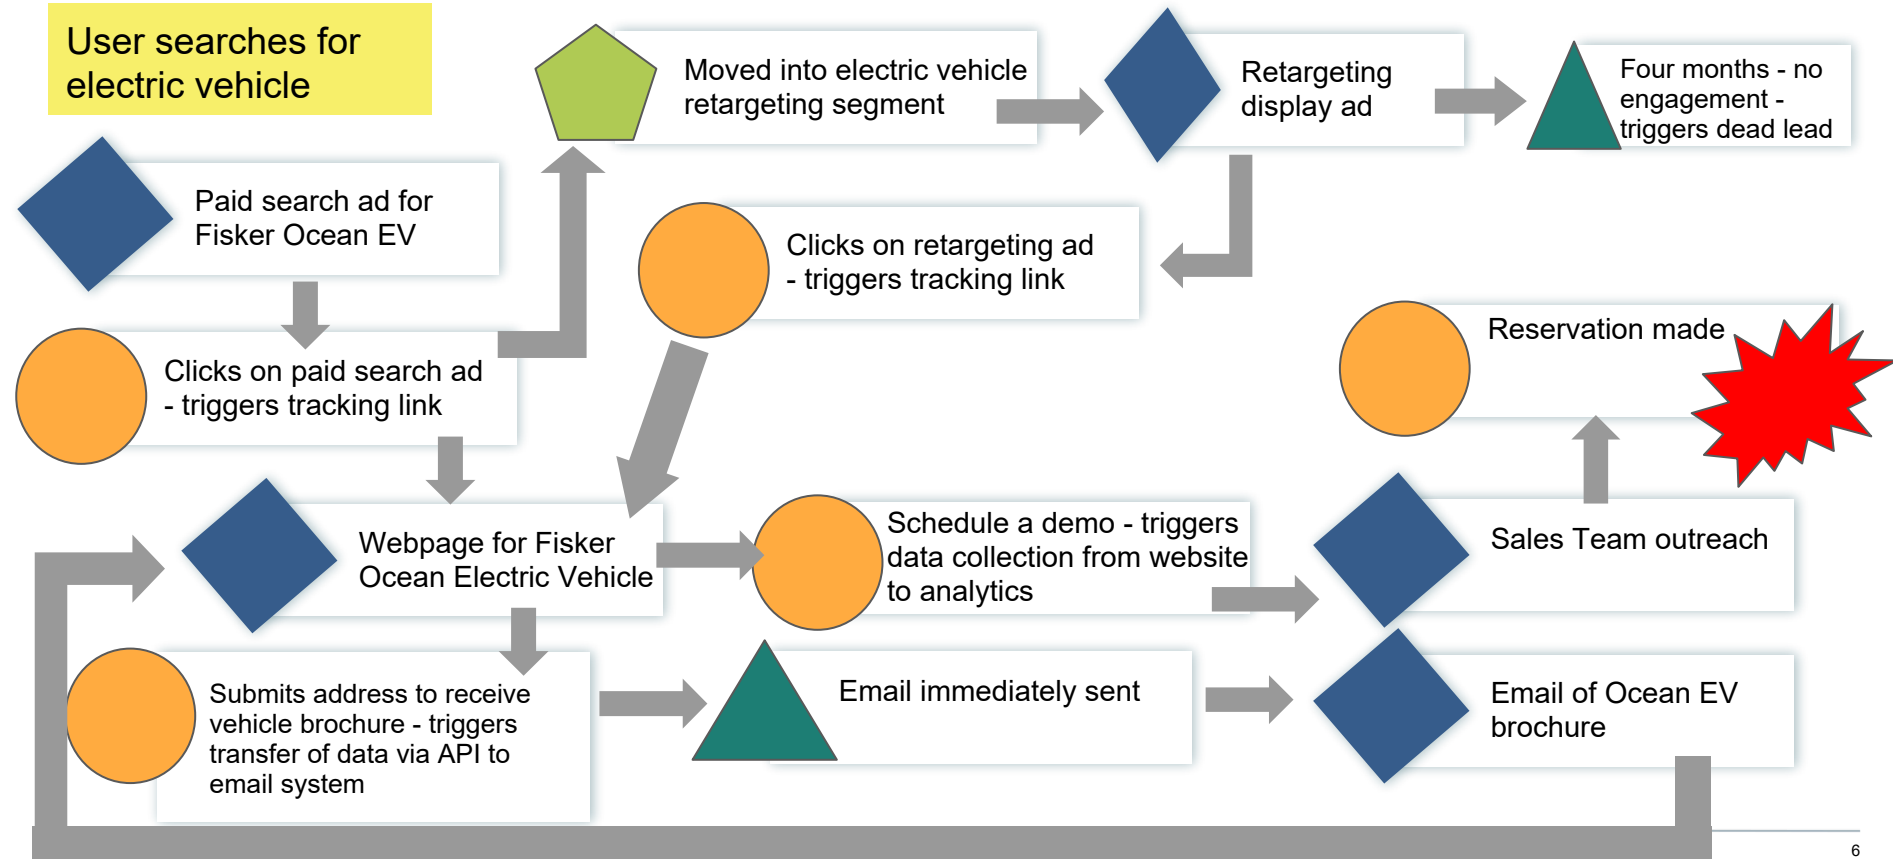 User searches for
electric vehicle
Moved into electric vehicle
retargeting segment
Retargeting
display ad
Four months - no
engagement -
triggers dead lead
Paid search ad for
Fisker Ocean EV
Clicks on retargeting ad
- triggers tracking link
Clicks on paid search ad
- triggers tracking link
Reservation made
Webpage for Fisker
Ocean Electric Vehicle
Schedule a demo - triggers
data collection from website
to analytics
Sales Team outreach
Submits address to receive
vehicle brochure - triggers
transfer of data via API to
email system
Email immediately sent
Email of Ocean EV
brochure
6